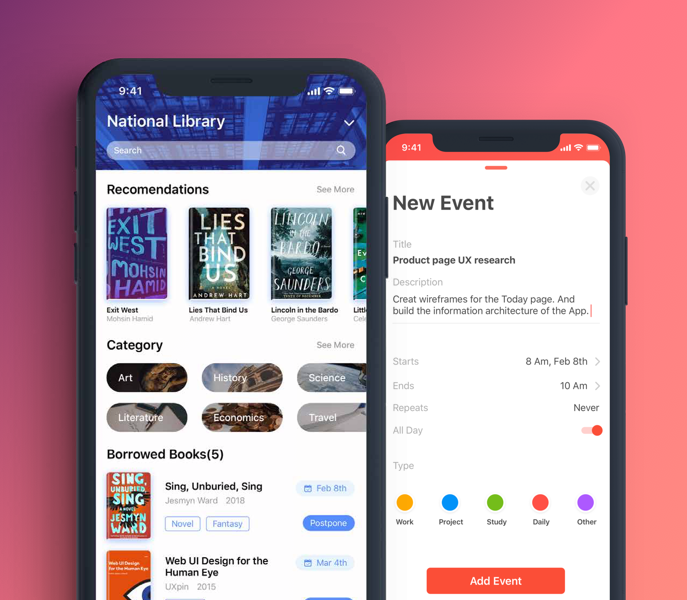 9:41
National Library
Search
Recomendations
See More
EXIT
WEST
MOHSIN
HAMID
LIES
THAT
BIND
US
A NOVEL
ANDREW HART
LINCOLN
IN THE
BARDO
GEORGE
SAUNDERS
Exit West
Mohsin Hamid
Lies That Bind Us
Andrew Hart
Lincoln in the Bardo
George Saunders
Category
See More
Art
History
Science
Literature
Economics
Travel
Borrowed Books(5)
SING,
UNBURIED,
SING
A NOVEL
JESMYN
WARD
Sing, Unburied, Sing
Jesmyn Ward 2018
Feb 8th
Novel
Fantasy
Postpone
Web UI Design
for the Human Eye
Web UI Design for the
Human Eye
UXpin 2015
Mar 4th
9:41
New Event
Title
Product page UX research
Description
Creat wireframes for the Today page. And
build the information architecture of the App.
Starts
8 Am, Feb 8th
Ends
10 Am
Repeats
Never
All Day
Type
Work
Project
Study
Daily
Other
Add Event